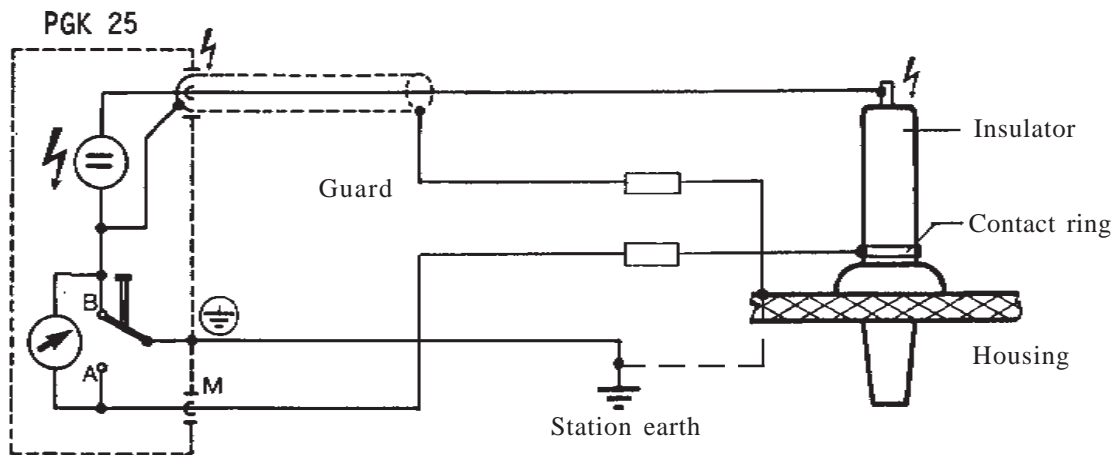 PGK 25
Insulator
Guard
Contact ring
B
A
M
Housing
Station earth